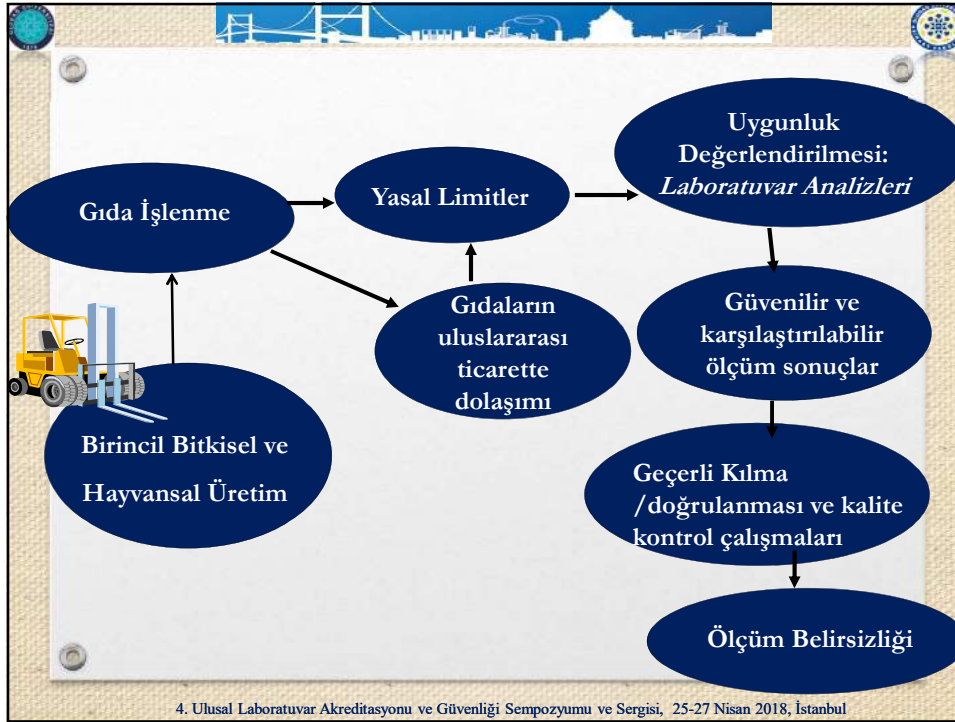 Uygunluk
Değerlendirilmesi:
Laboratuvar Analizleri
Gıda İşlenme
Yasal Limitler
Gıdaların
uluslararası
ticarette
dolaşımı
Güvenilir ve
karşılaştırılabilir
ölçüm sonuçlar
Birincil Bitkisel ve
Hayvansal Üretim
Geçerli Kılma
/doğrulanması ve kalite
kontrol çalışmaları
Ölçüm Belirsizliği
4. Ulusal Laboratuvar Akreditasyonu ve Güvenliği Sempozyumu ve Sergisi, 25-27 Nisan 2018, İstanbul